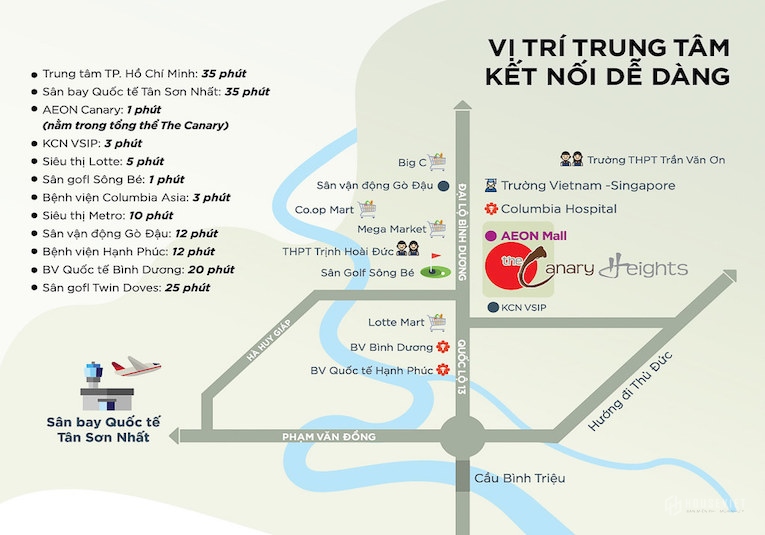 VỊ TRÍ TRUNG TÂM
KẾT NỐI DỄ DÀNG
Trung tâm TP. Hồ Chí Minh: 35 phút
Sân bay Quốc tế Tân Sơn Nhất: 35 phút
AEON Canary: 1 phút
(nằm trong tổng thể The Canary)
KCN VSIP: 3 phút
Siêu thị Lotte: 5 phút
Sân gofl Sông Bé: 1 phút
Bệnh viện Columbia Asia: 3 phút
Siêu thị Metro: 10 phút
Sân vận động Gò Đậu: 12 phút
Bệnh viện Hạnh Phúc: 12 phút
BV Quốc tế Bình Dương: 20 phút
Sân gofl Twin Doves: 25 phút
Big C
Sân vận động Gò Đậu
Co.op Mart
Mega Market
THPT Trịnh Hoài Đức
Sân Golf Sông Bé
ĐẠI LỘ BÌNH DƯƠNG
Trường THPT Trần Văn Ơn
Trường Vietnam -Singapore
Columbia Hospital
AEON Mall
the Canary Heights
KCN VSIP
Lotte Mart
BV Bình Dương
BV Quốc tế Hạnh Phúc
QUỐC LỘ 13
HÀ HUY GIÁP
Hướng đi Thủ Đức
Sân bay Quốc tế
Tân Sơn Nhất
PHẠM VĂN ĐỒNG
Cầu Bình Triệu